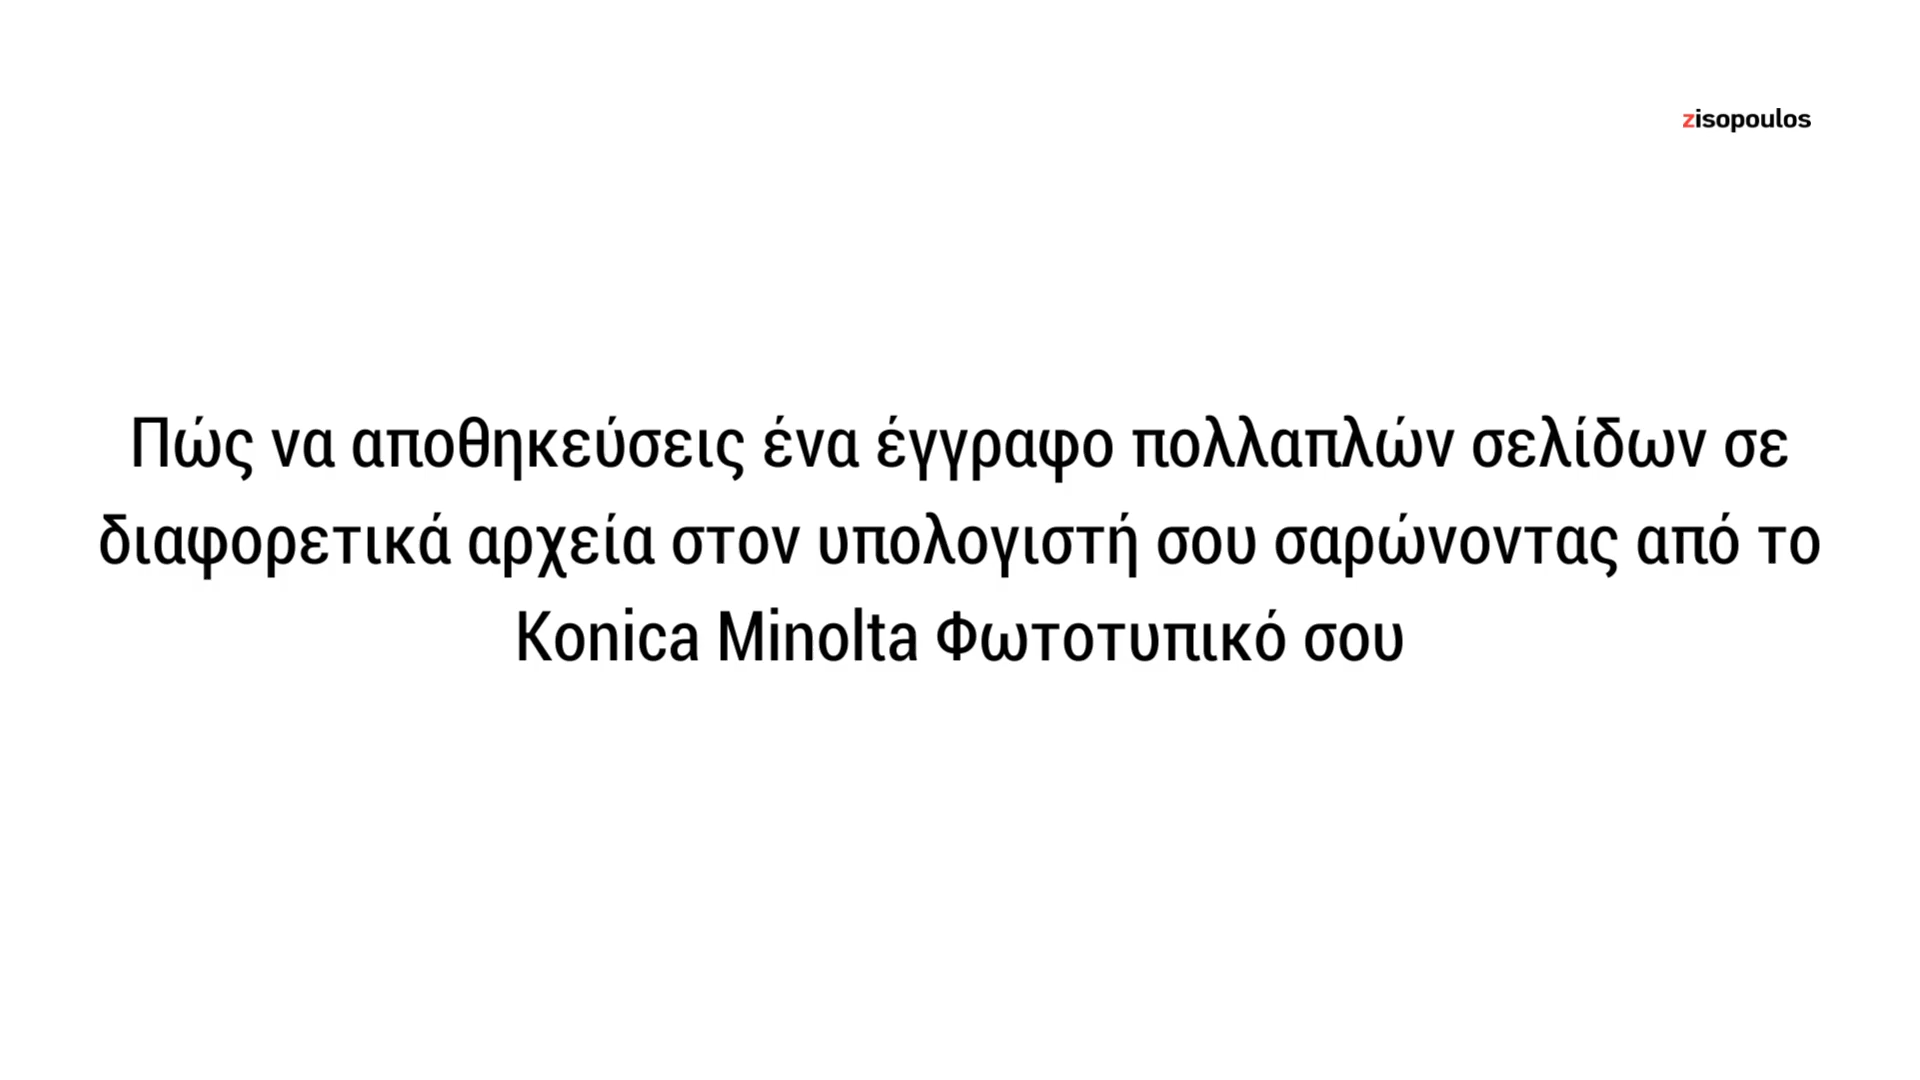 zisopoulos
Πώς να αποθηκεύσεις ένα έγγραφο πολλαπλών σελίδων σε
διαφορετικά αρχεία στον υπολογιστή σου σαρώνοντας από το
Konica Minolta Φωτοτυπικό σου